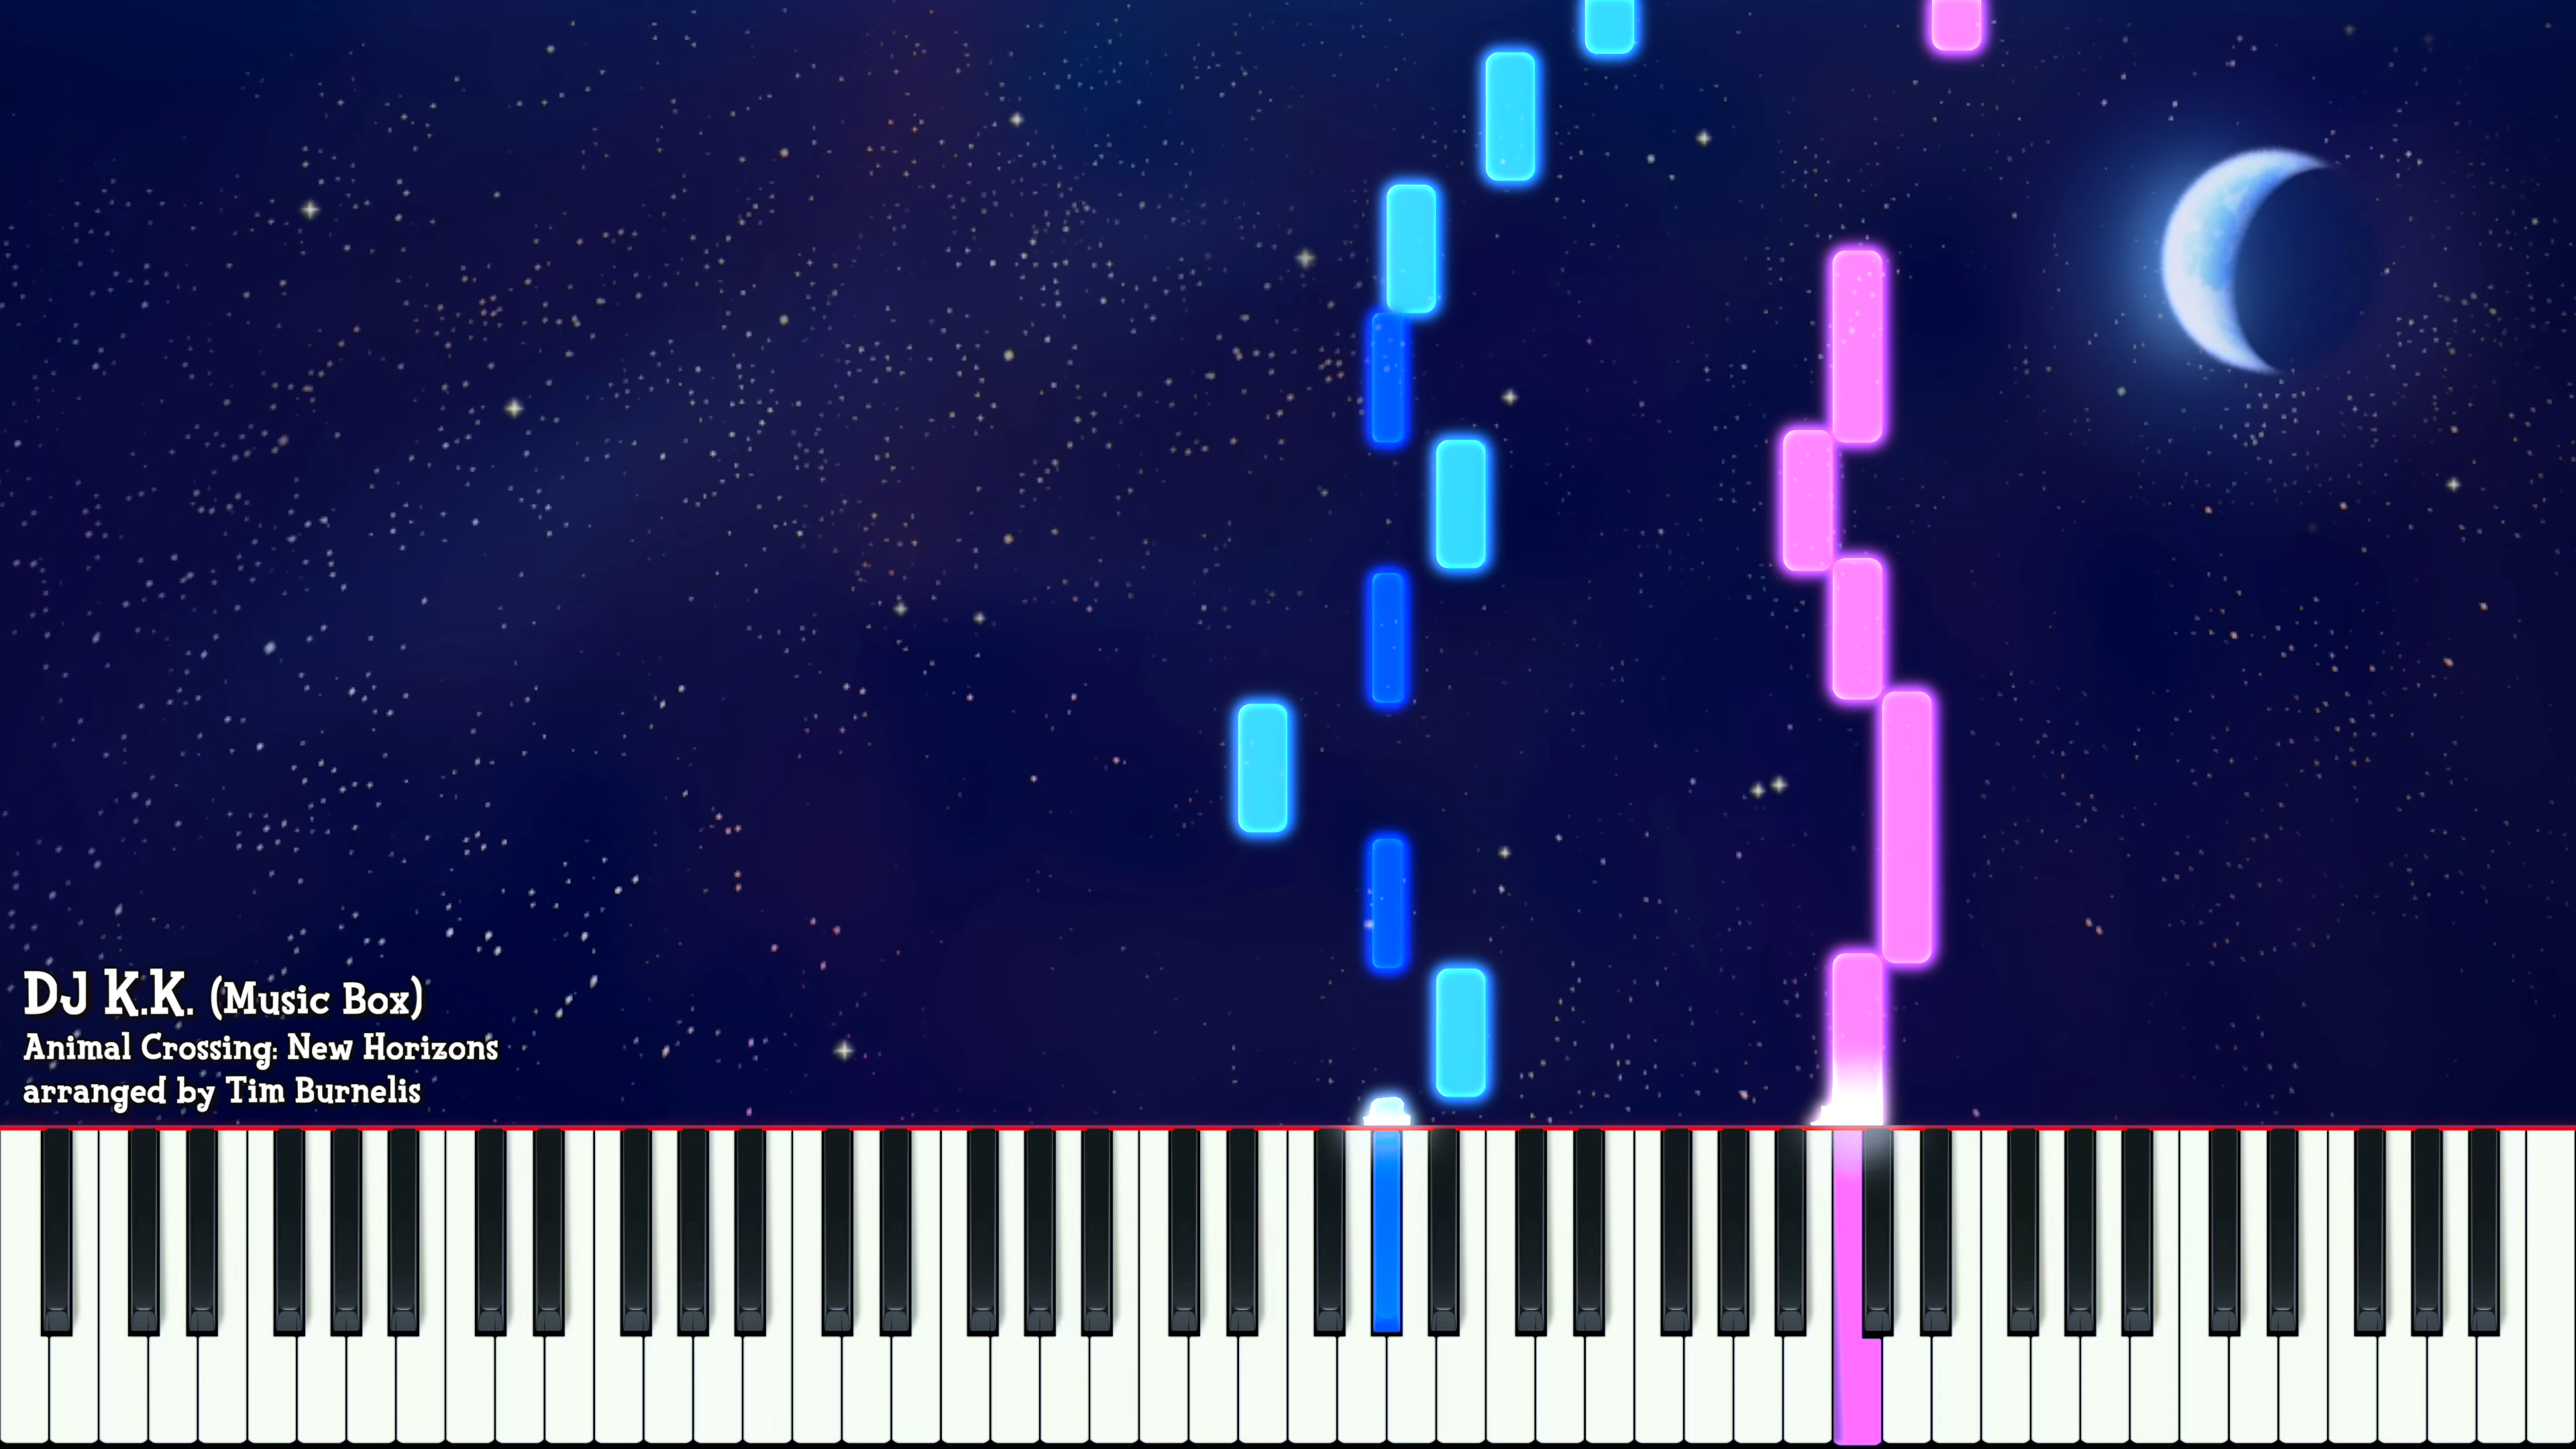 DJ K.K. (Music Box)
Animal Crossing: New Horizons
arranged by Tim Burnelis